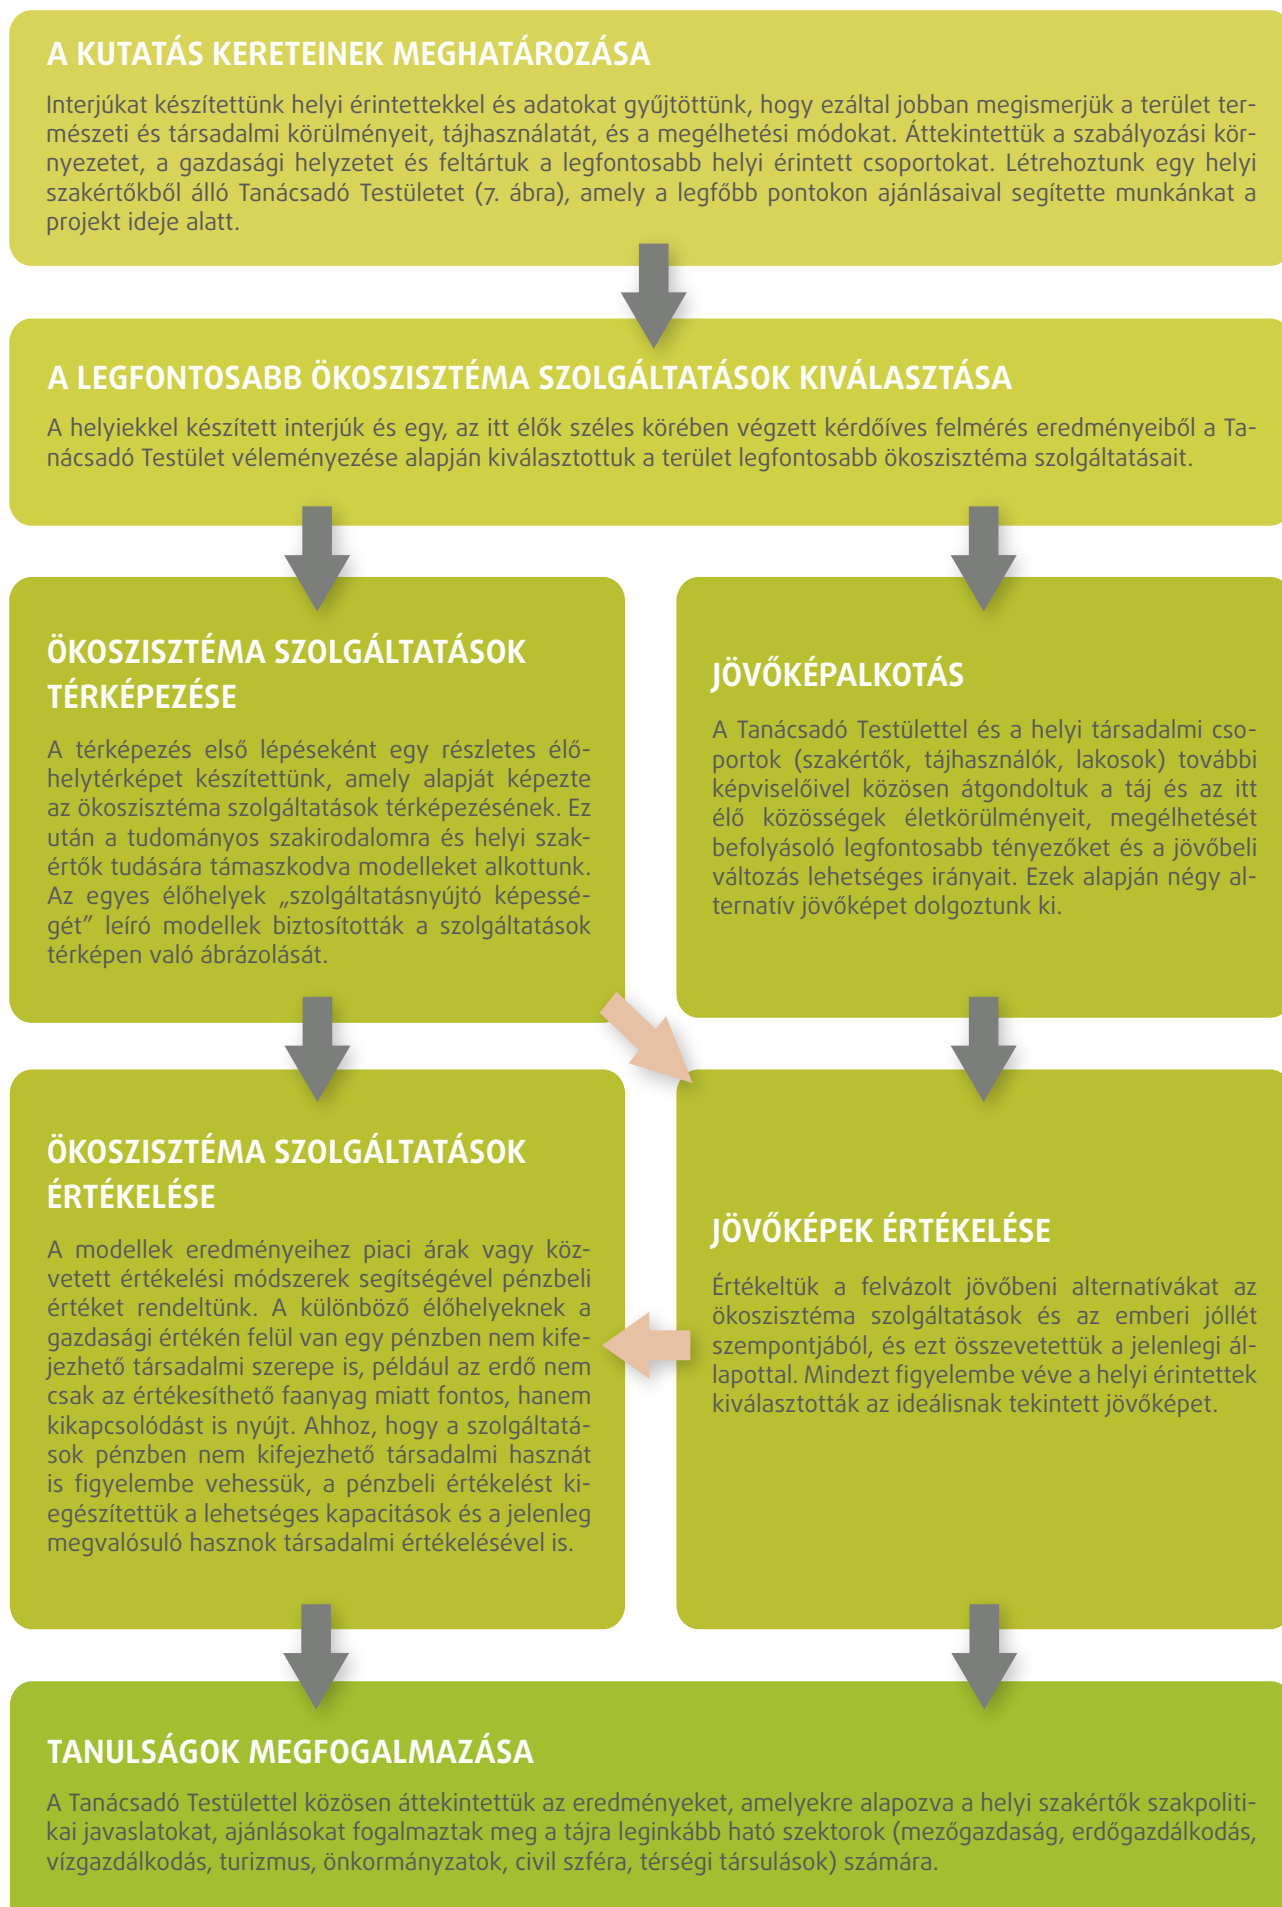 A KUTATÁS KERETEINEK MEGHATÁROZÁSA
Interjúkat készítettünk helyi érintettekkel és adatokat gyűjtöttünk, hogy ezáltal jobban megismerjük a terület ter-
mészeti és társadalmi körülményeit, tájhasználatát, és a megélhetési módokat. Áttekintettük a szabályozási kör-
nyezetet, a gazdasági helyzetet és feltártuk a legfontosabb helyi érintett csoportokat. Létrehoztunk egy helyi
szakértőkből álló Tanácsadó Testületet (7. ábra), amely a legfőbb pontokon ajánlásaival segítette munkánkat a
projekt ideje alatt.
A LEGFONTOSABB ÖKOSZISZTÉMA SZOLGÁLTATÁSOK KIVÁLASZTÁSA
A helyiekkel készített interjúk és egy, az itt élők széles körében végzett kérdőíves felmérés eredményeiből a Ta-
nácsadó Testület véleményezése alapján kiválasztottuk a terület legfontosabb ökoszisztéma szolgáltatásait.
ÖKOSZISZTÉMA SZOLGÁLTATÁSOK
TÉRKÉPEZÉSE
A térképezés első lépéseként egy részletes élő-
helytérképet készítettünk, amely alapját képezte
az ökoszisztéma szolgáltatások térképezésének. Ez
után a tudományos szakirodalomra és helyi szak-
értők tudására támaszkodva modelleket alkottunk.
Az egyes élőhelyek „szolgáltatásnyújtó képessé-
gét” leíró modellek biztosították a szolgáltatások
térképen való ábrázolását.
JÖVŐKÉPALKOTÁS
A Tanácsadó Testülettel és a helyi társadalmi cso-
portok (szakértők, tájhasználók, lakosok) további
képviselőivel közösen átgondoltuk a táj és az itt
élő közösségek életkörülményeit, megélhetését
befolyásoló legfontosabb tényezőket és a jövőbeli
változás lehetséges irányait. Ezek alapján négy al-
ternatív jövőképet dolgoztunk ki.
ÖKOSZISZTÉMA SZOLGÁLTATÁSOK
ÉRTÉKELÉSE
A modellek eredményeihez piaci árak vagy köz-
vetett értékelési módszerek segítségével pénzbeli
értéket rendeltünk. A különböző élőhelyeknek a
gazdasági értékén felül van egy pénzben nem kife-
jezhető társadalmi szerepe is, például az erdő nem
csak az értékesíthető faanyag miatt fontos, hanem
kikapcsolódást is nyújt. Ahhoz, hogy a szolgáltatá-
sok pénzben nem kifejezhető társadalmi hasznát
is figyelembe vehessük, a pénzbeli értékelést ki-
egészítettük a lehetséges kapacitások és a jelenleg
megvalósuló hasznok társadalmi értékelésével is.
JÖVŐKÉPEK ÉRTÉKELÉSE
Értékeltük a felvázolt jövőbeni alternatívákat az
ökoszisztéma szolgáltatások és az emberi jóllét
szempontjából, és ezt összevetettük a jelenlegi ál-
lapottal. Mindezt figyelembe véve a helyi érintettek
kiválasztották az ideálisnak tekintett jövőképet.
TANULSÁGOK MEGFOGALMAZÁSA
A Tanácsadó Testülettel közösen áttekintettük az eredményeket, amelyekre alapozva a helyi szakértők szakpoliti-
kai javaslatokat, ajánlásokat fogalmaztak meg a tájra leginkább ható szektorok (mezőgazdaság, erdőgazdálkodás,
vízgazdálkodás, turizmus, önkormányzatok, civil szféra, térségi társulások) számára.